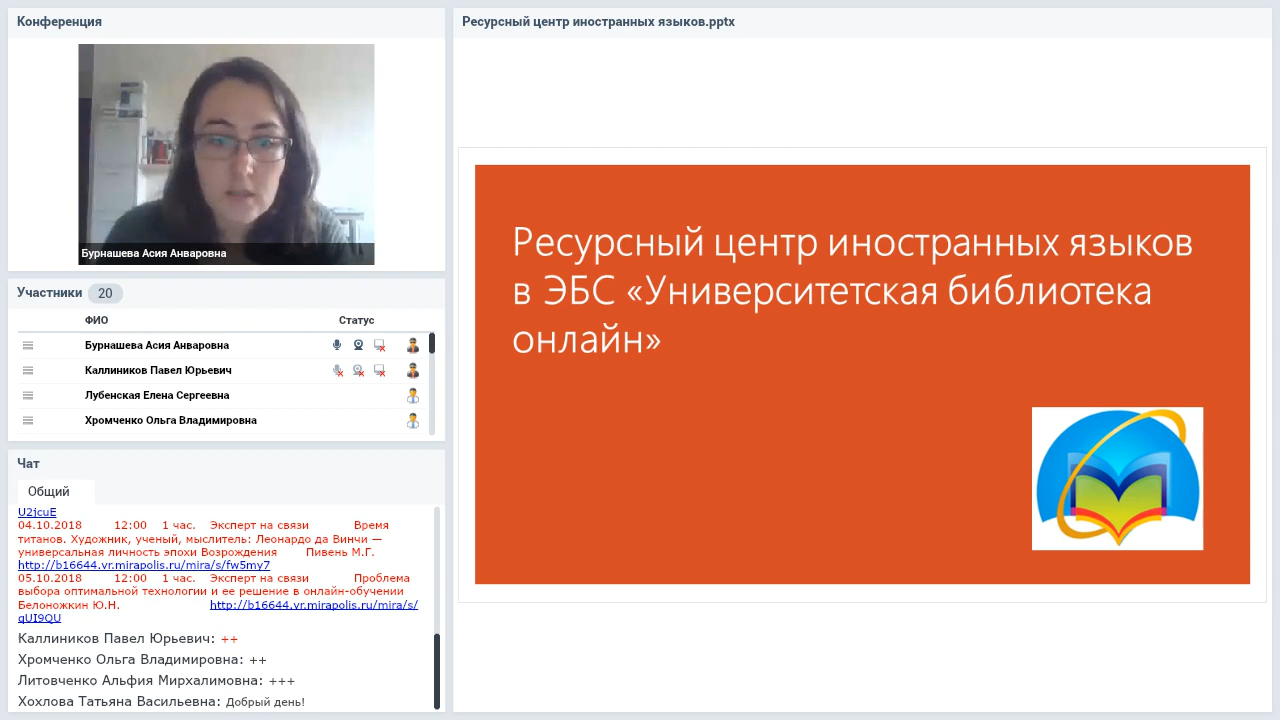 Конференция
Бурнашева Асия Анваровна
Участники 20
ФИО Статус
Бурнашева Асия Анваровна
Каллиников Павел Юрьевич
Лубенская Елена Сергеевна
Хромченко Ольга Владимировна
Чат
Общий
U2jcuE
04.10.2018 12:00 1 час. Эксперт на связи Время
титанов. Художник, ученый, мыслитель: Леонардо да Винчи —
универсальная личность эпохи Возрождения Пивень М.Г.
http://b16644.vr.mirapolis.ru/mira/s/fw5my7
05.10.2018 12:00 1 час. Эксперт на связи Проблема
выбора оптимальной технологии и ее решение в онлайн-обучении
Белоножкин Ю.Н. http://b16644.vr.mirapolis.ru/mira/s/
qUI9QU
Каллиников Павел Юрьевич: ++
Хромченко Ольга Владимировна: ++
Литовченко Альфия Мирхалимовна: +++
Хохлова Татьяна Васильевна: Добрый день!
Ресурсный центр иностранных языков.pptx
Ресурсный центр иностранных языков
в ЭБС «Университетская библиотека
онлайн»